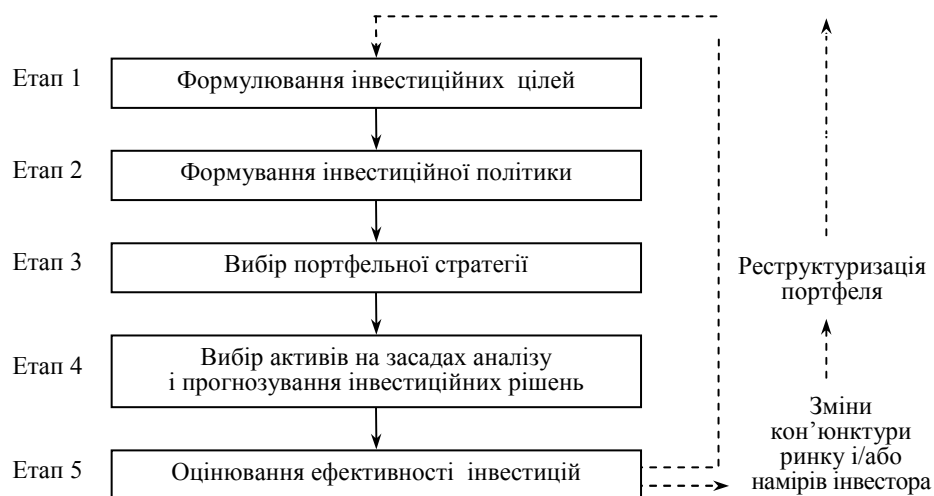 Етап 1
Формулювання інвестиційних цілей
Етап 2
Формування інвестиційної політики
Етап 3
Вибір портфельної стратегії
Етап 4
Вибір активів на засадах аналізу
і прогнозування інвестиційних рішень
Етап 5
Оцінювання ефективності інвестицій
Реструктуризація
портфеля
Зміни
кон’юнктури
ринку і/або
намірів інвестора